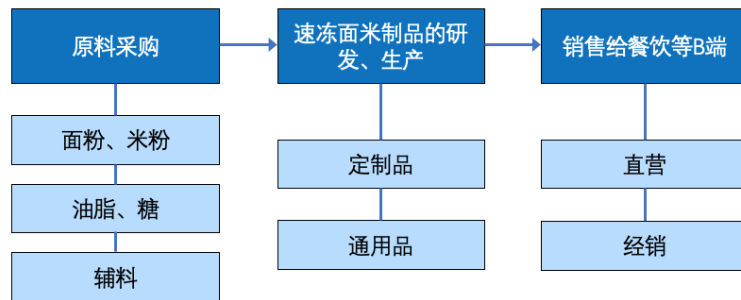 原料采购
速冻面米制品的研
发、生产
销售给餐饮等B端
面粉、米粉
油脂、糖
辅料
定制品
通用品
直营
经销